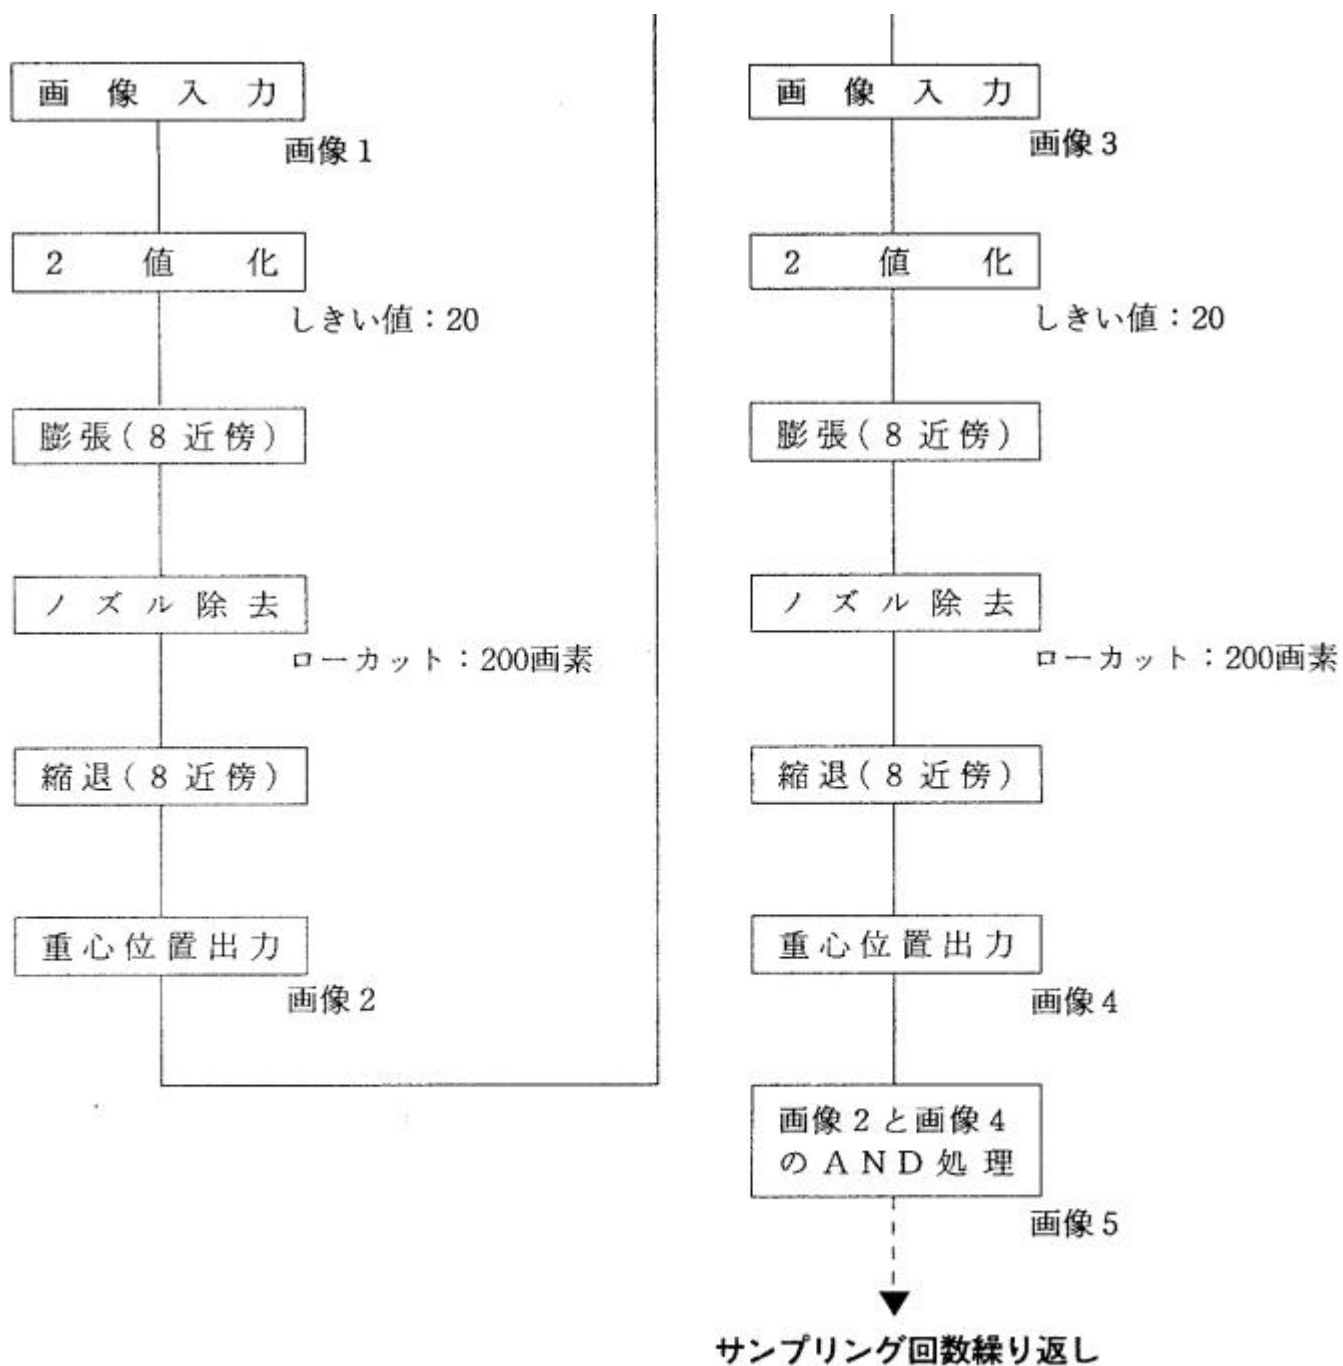 画像入力
画像1
2値化
しきい値：20
膨張(8近傍)
ノズル除去
ローカット：200画素
縮退(8近傍)
重心位置出力
画像2
画像入力
画像3
2値化
しきい値：20
膨張(8近傍)
ノズル除去
ローカット：200画素
縮退(8近傍)
重心位置出力
画像4
画像2と画像4
のAND処理
画像5
サンプリング回数繰り返し